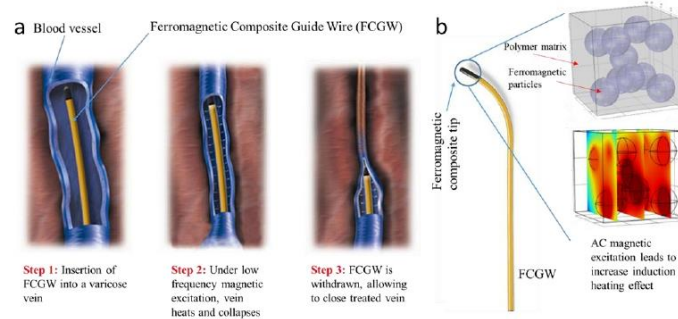 a
Blood vessel
Ferromagnetic Composite Guide Wire (FCGW)
Step 1: Insertion of
FCGW into a varicose
vein
Step 2: Under low
frequency magnetic
excitation, vein
heats and collapses
Step 3: FCGW is
withdrawn, allowing
to close treated vein
b
Polymer matrix
Ferromagnetic
particles
Ferromagnetic
composite tip
FCGW
AC magnetic
excitation leads to
increase induction
heating effect